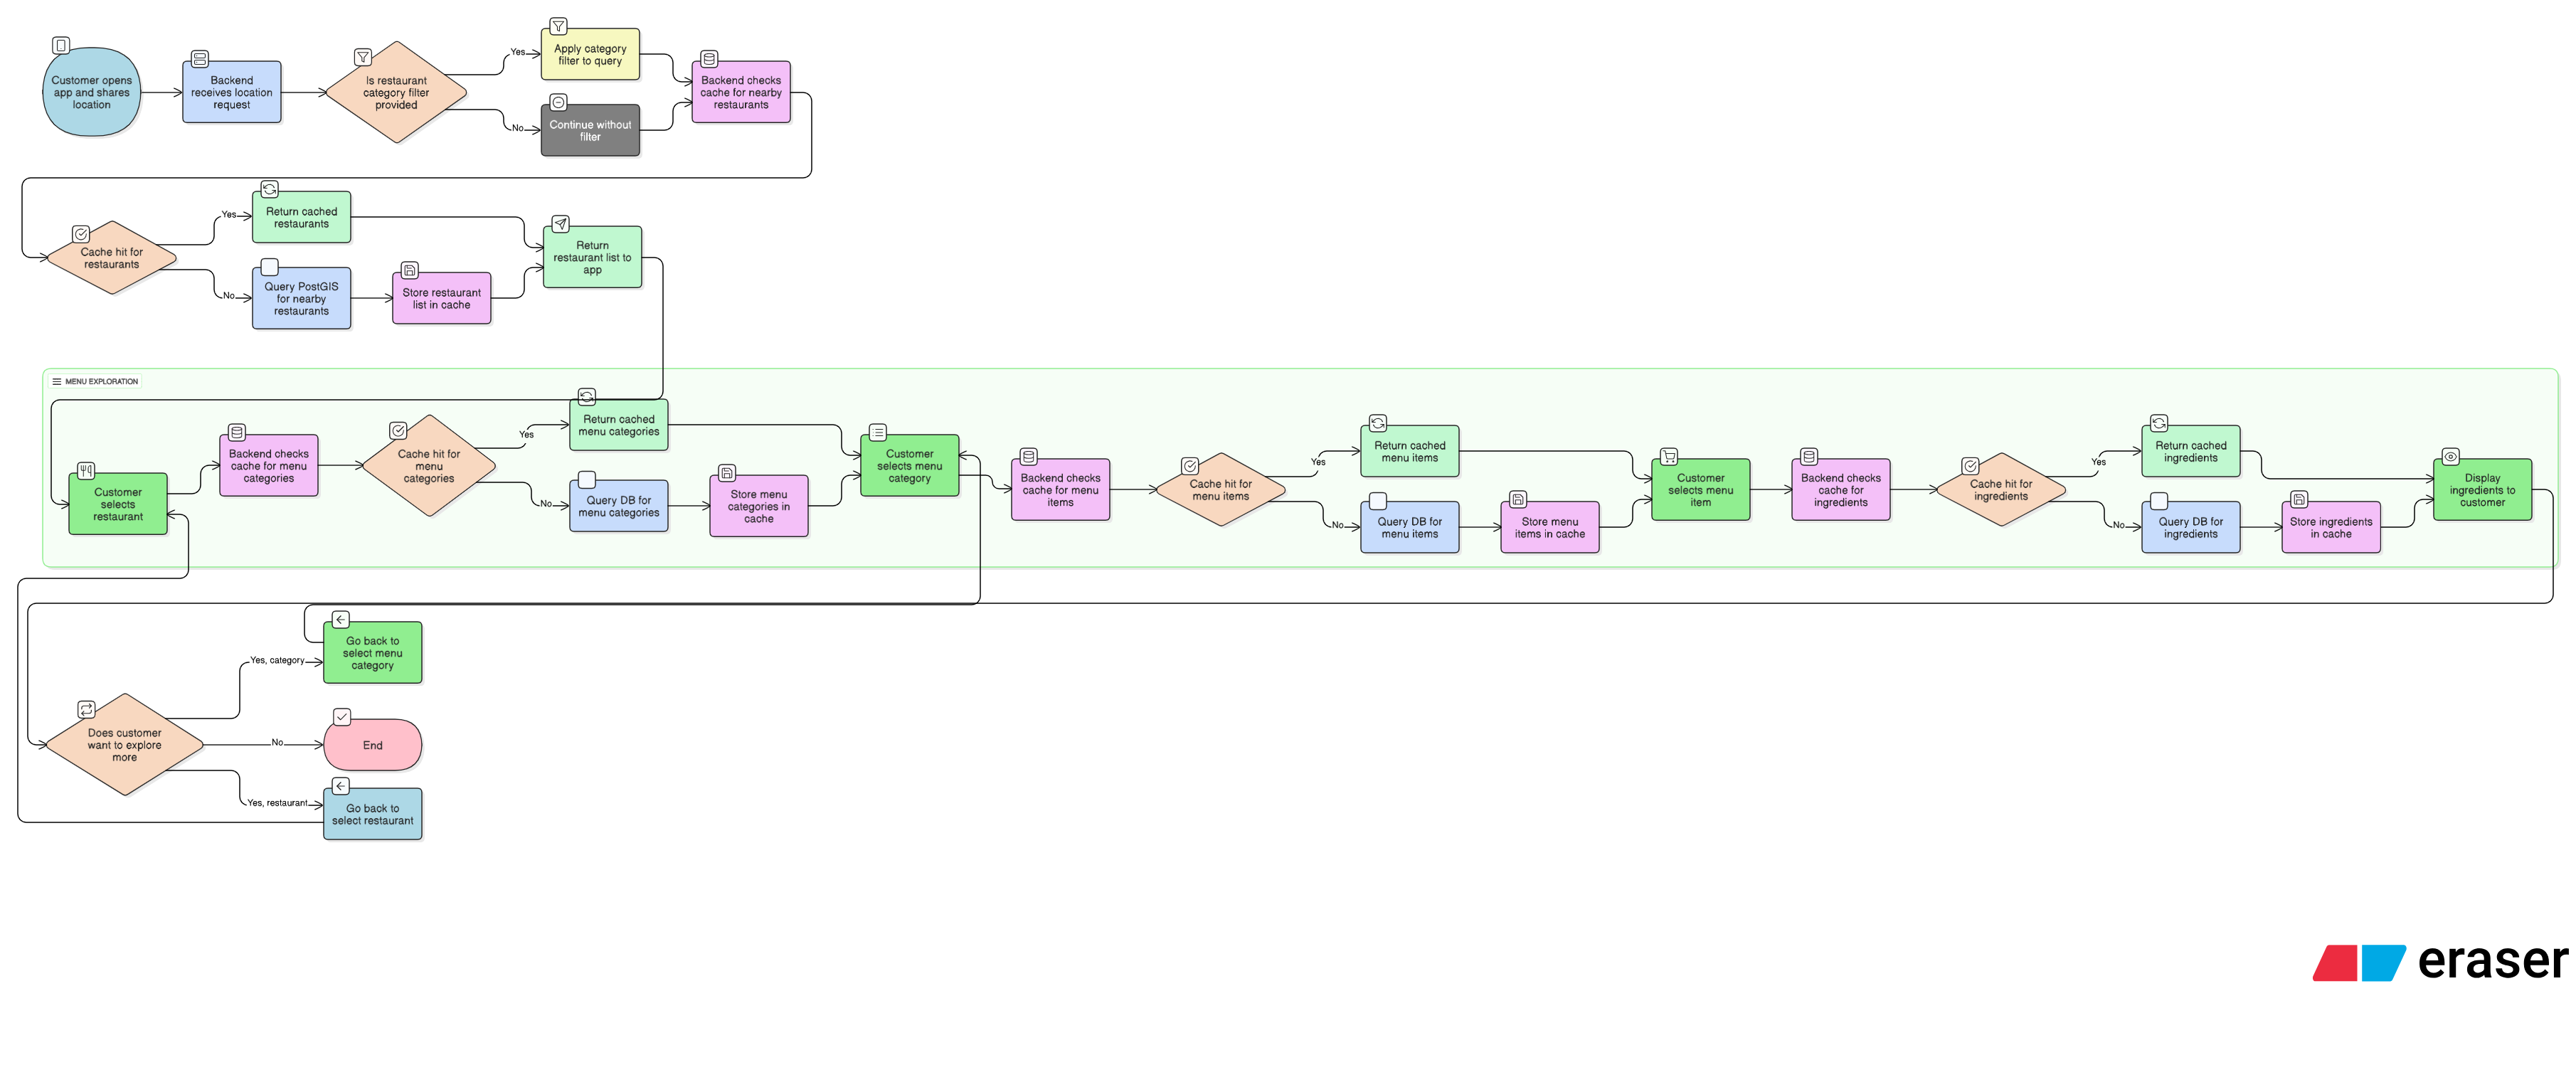 Customer opens
app and shares
location
Backend
receives location
request
Is restaurant
category filter
provided
Yes
Apply category
filter to query
No
Continue without
filter
Backend checks
cache for nearby
restaurants
Cache hit for
restaurants
Yes
Return cached
restaurants
No
Query PostGIS
for nearby
restaurants
Store restaurant
list in cache
Return
restaurant list to
app
MENU EXPLORATION
Customer
selects
restaurant
Backend checks
cache for menu
categories
Cache hit for
menu
categories
Yes
Return cached
menu categories
No
Query DB for
menu categories
Store menu
categories in
cache
Customer
selects menu
category
Backend checks
cache for menu
items
Cache hit for
menu items
Yes
Return cached
menu items
No
Query DB for
menu items
Store menu
items in cache
Customer
selects menu
item
Backend checks
cache for
ingredients
Cache hit for
ingredients
Yes
Return cached
ingredients
No
Query DB for
ingredients
Store ingredients
in cache
Display
ingredients to
customer
Does customer
want to explore
more
Yes, category
Go back to
select menu
category
No
End
Yes, restaurant
Go back to
select restaurant
eraser